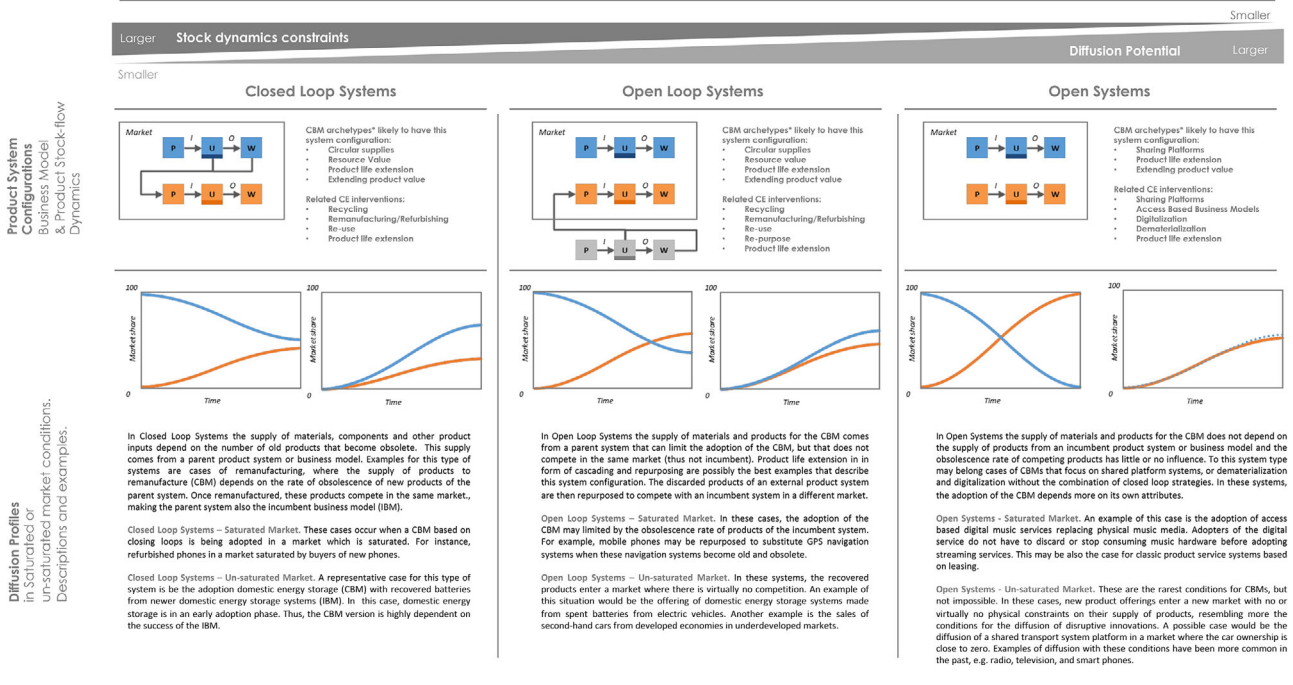 Smaller
Larger Stock dynamics constraints
Diffusion Potential Larger
Smaller
Product System
Configurations
Business Model
& Product Stock-flow
Dynamics
Closed Loop Systems
Market
I O
P U W
I O
P U W
CBM archetypes* likely to have this
system configuration:
• Circular supplies
• Resource Value
• Product life extension
• Extending product value
Related CE interventions:
• Recycling
• Remanufacturing/Refurbishing
• Re-use
• Product life extension
Open Loop Systems
Market
I O
P U W
I O
P U W
I O
P U W
CBM archetypes* likely to have this
system configuration:
• Circular supplies
• Resource value
• Product life extension
• Extending product value
Related CE interventions:
• Recycling
• Remanufacturing/Refurbishing
• Re-use
• Re-purpose
• Product life extension
Open Systems
Market
I O
P U W
I O
P U W
CBM archetypes* likely to have this
system configuration:
• Sharing Platforms
• Product life extension
• Extending product value
Related CE interventions:
• Sharing Platforms
• Access Based Business Models
• Digitalization
• Dematerialization
• Product life extension
Diffusion Profiles
in Saturated or
un-saturated market conditions.
Descriptions and examples.
100
Market share
0
Time
100
Market share
0
Time
100
Market share
0
Time
100
Market share
0
Time
100
Market share
0
Time
100
Market share
0
Time
In Closed Loop Systems the supply of materials, components and other product
inputs depend on the number of old products that become obsolete. This supply
comes from a parent product system or business model. Examples for this type of
systems are cases of remanufacturing, where the supply of products to
remanufacture (CBM) depends on the rate of obsolescence of new products of the
parent system. Once remanufactured, these products compete in the same market.,
making the parent system also the incumbent business model (IBM).
Closed Loop Systems – Saturated Market. These cases occur when a CBM based on
closing loops is being adopted in a market which is saturated. For instance,
refurbished phones in a market saturated by buyers of new phones.
Closed Loop Systems – Un-saturated Market. A representative case for this type of
system is be the adoption domestic energy storage (CBM) with recovered batteries
from newer domestic energy storage systems (IBM). In this case, domestic energy
storage is in an early adoption phase. Thus, the CBM version is highly dependent on
the success of the IBM.
In Open Loop Systems the supply of materials and products for the CBM comes
from a parent system that can limit the adoption of the CBM, but that does not
compete in the same market (thus not incumbent). Product life extension in in
form of cascading and repurposing are possibly the best examples that describe
this system configuration. The discarded products of an external product system
are then repurposed to compete with an incumbent system in a different market.
Open Loop Systems – Saturated Market. In these cases, the adoption of the
CBM may limited by the obsolescence rate of products of the incumbent system.
For example, mobile phones may be repurposed to substitute GPS navigation
systems when these navigation systems become old and obsolete.
Open Loop Systems – Un-saturated Market. In these systems, the recovered
products enter a market where there is virtually no competition. An example of
this situation would be the offering of domestic energy storage systems made
from spent batteries from electric vehicles. Another example is the sales of
second-hand cars from developed economies in underdeveloped markets.
In Open Systems the supply of materials and products for the CBM does not depend on
the supply of products from an incumbent product system or business model and the
obsolescence rate of competing products has little or no influence. To this system type
may belong cases of CBMs that focus on shared platform systems, or dematerialization
and digitalization without the combination of closed loop strategies. In these systems,
the adoption of the CBM depends more on its own attributes.
Open Systems - Saturated Market. An example of this case is the adoption of access
based digital music services replacing physical music media. Adopters of the digital
service do not have to discard or stop consuming music hardware before adopting
streaming services. This may be also the case for classic product service systems based
on leasing.
Open Systems - Un-saturated Market. These are the rarest conditions for CBMs, but
not impossible. In these cases, new product offerings enter a new market with no or
virtually no physical constraints on their supply of products, resembling more the
conditions for the diffusion of disruptive innovations. A possible case would be the
diffusion of a shared transport system platform in a market where the car ownership is
close to zero. Examples of diffusion with these conditions have been more common in
the past, e.g. radio, television, and smart phones.